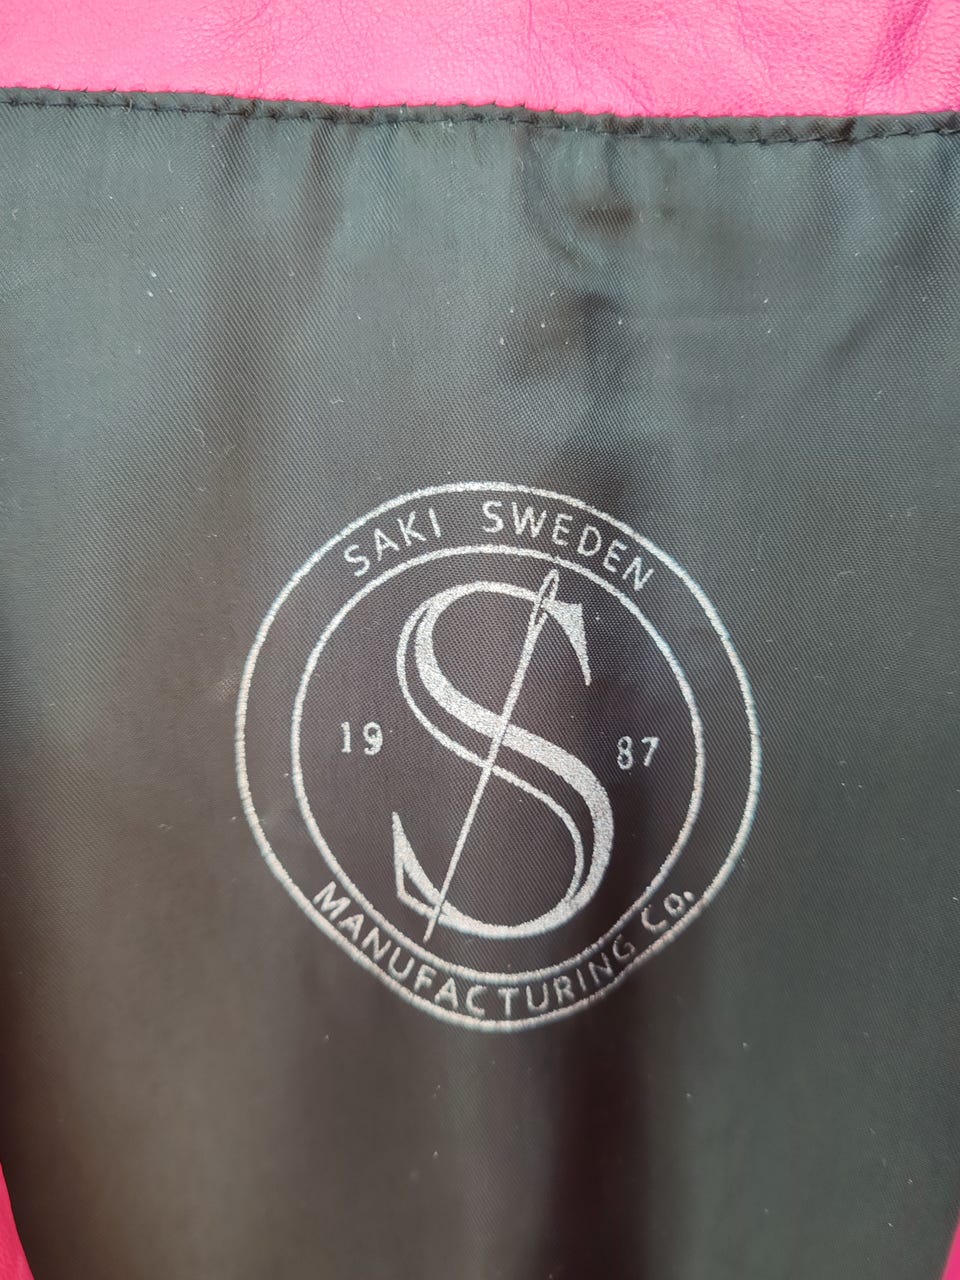 SAKI SWEDEN
S
19 87
MANUFACTURING Co.